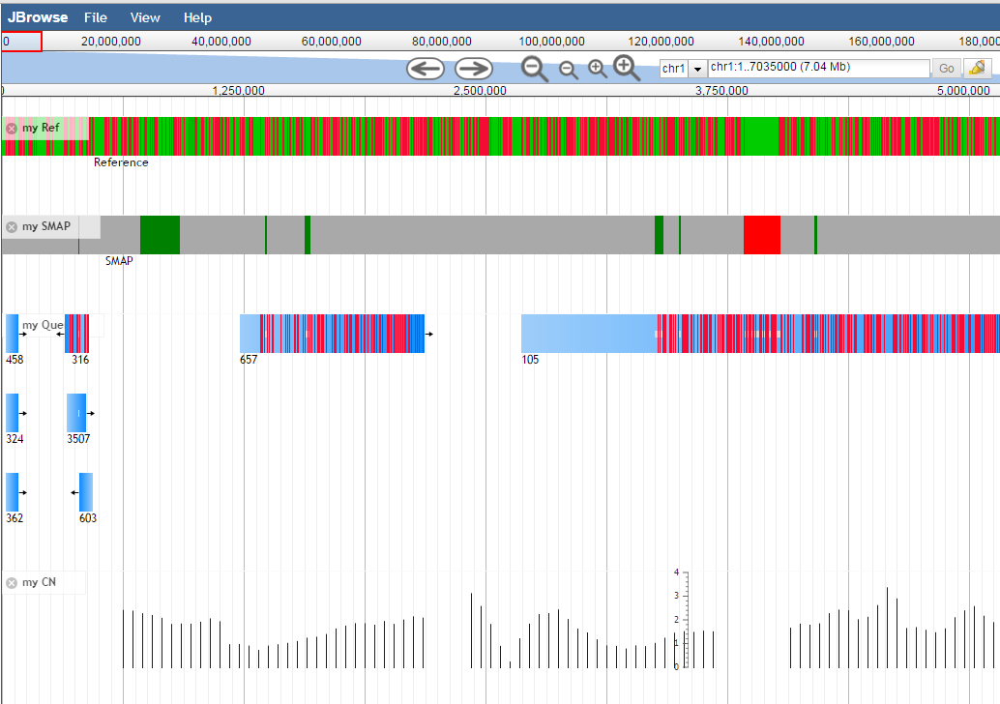 JBrowse File View Help
0 20,000,000 40,000,000 60,000,000 80,000,000 100,000,000 120,000,000 140,000,000 160,000,000 180,000
chr1 chr1:1..7035000 (7.04 Mb) Go
0 1,250,000 2,500,000 3,750,000 5,000,000
my Ref
Reference
my SMAP
SMAP
my Que
458 316 657 105
324 3507
362 603
my CN
4
3
2
1
0